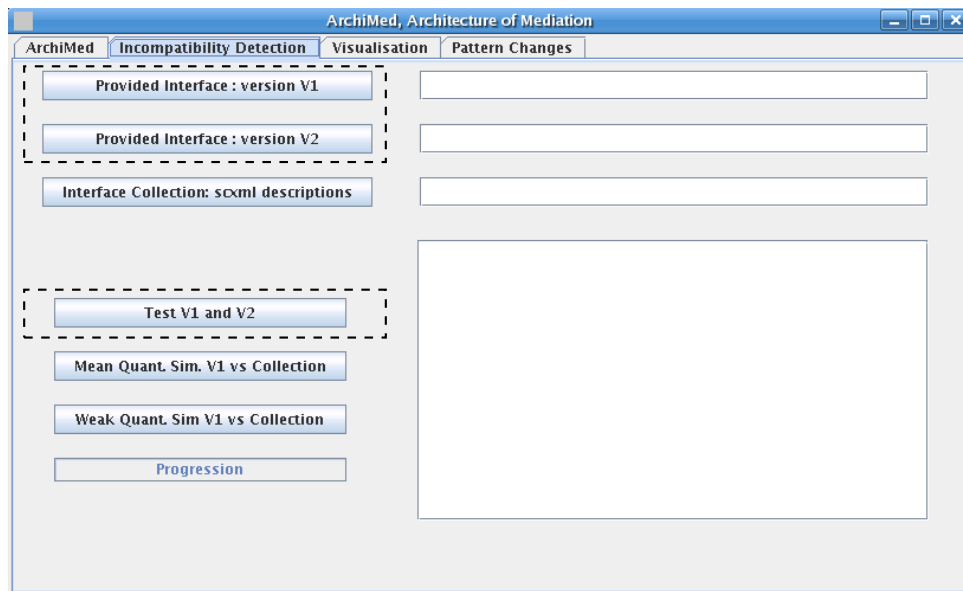 ArchiMed, Architecture of Mediation
ArchiMed Incompatibility Detection Visualisation Pattern Changes
Provided Interface : version V1
Provided Interface : version V2
Interface Collection: scxml descriptions
Test V1 and V2
Mean Quant. Sim. V1 vs Collection
Weak Quant. Sim V1 vs Collection
Progression